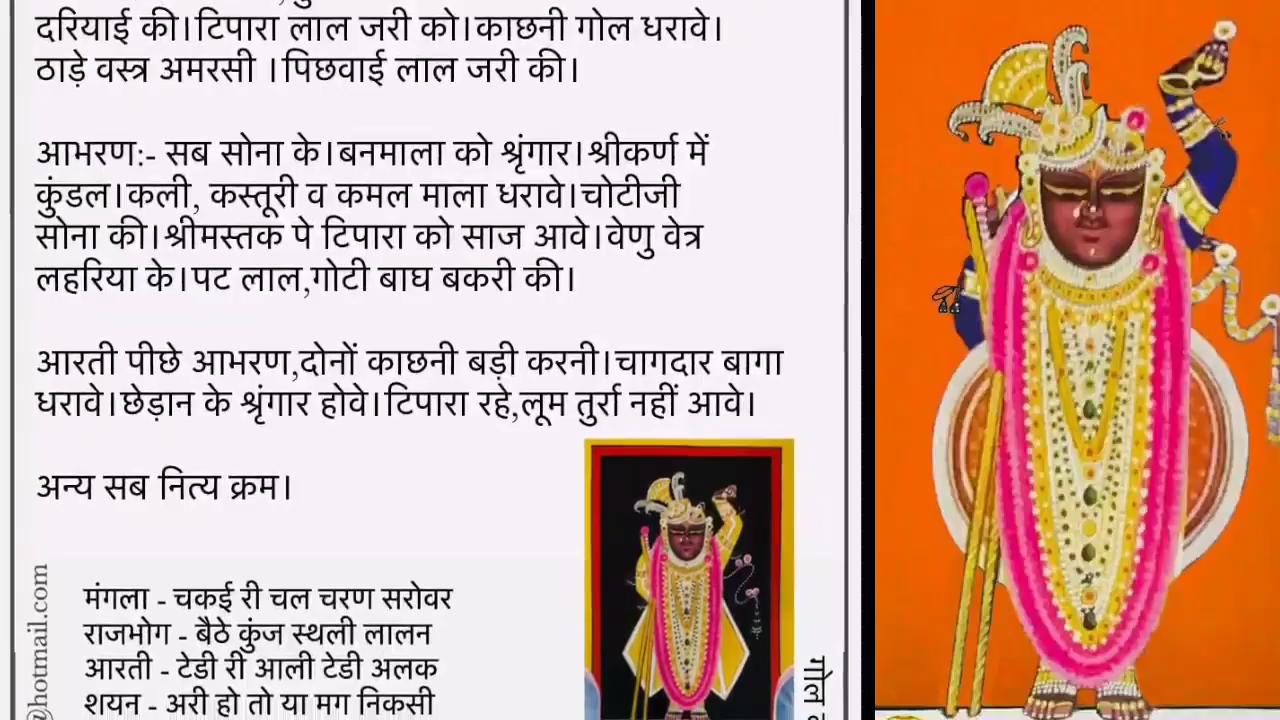 दरियाई की।टिपारा लाल जरी को।काछनी गोल धरावे।
ठाड़े वस्त्र अमरसी ।पिछवाई लाल जरी की।
आभरण:- सब सोना के।बनमाला को श्रृंगार।श्रीकर्ण में
कुंडल।कली, कस्तूरी व कमल माला धरावे।चोटीजी
सोना की।श्रीमस्तक पे टिपारा को साज आवे।वेणु वेत्र
लहरिया के।पट लाल,गोटी बाघ बकरी की।
आरती पीछे आभरण,दोनों काछनी बड़ी करनी।चागदार बागा
धरावे।छेड़ान के श्रृंगार होवे।टिपारा रहे,लूम तुर्रा नहीं आवे।
अन्य सब नित्य क्रम।
मंगला - चकई री चल चरण सरोवर
राजभोग - बैठे कुंज स्थली लालन
आरती - टेडी री आली टेडी अलक
शयन - अरी हो तो या मग निकसी
@hotmail.com
गोल